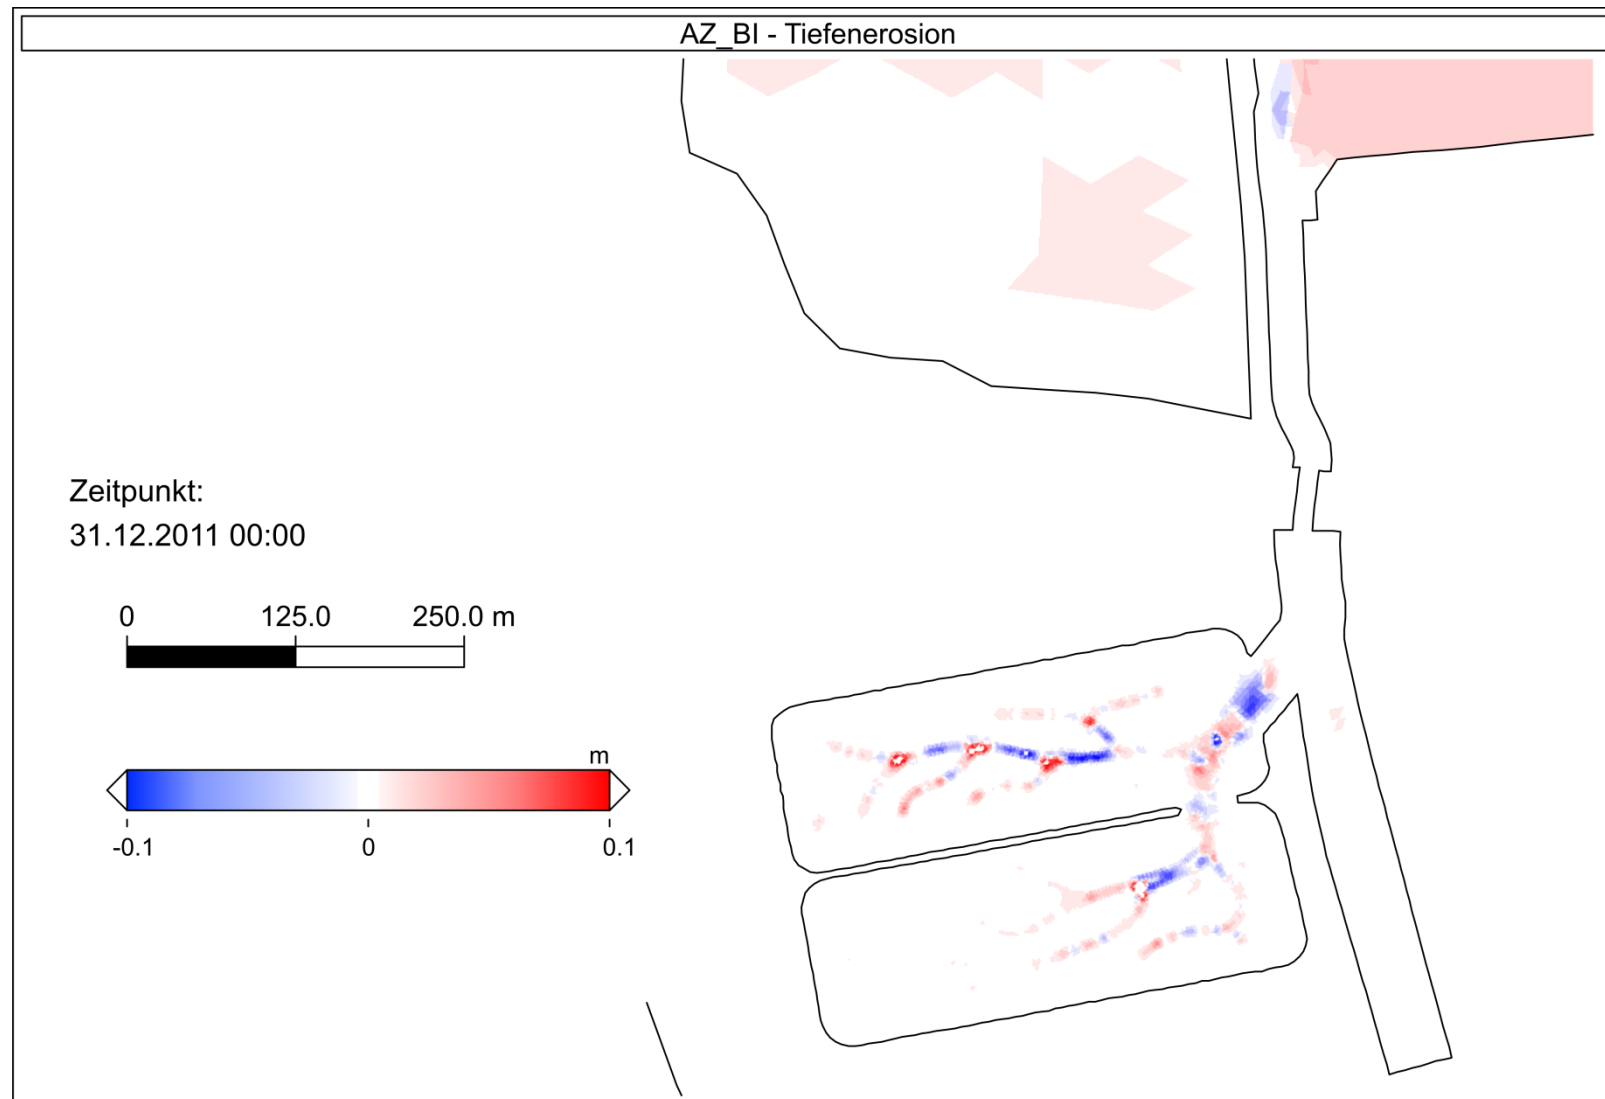 AZ_BI - Tiefenerosion
Zeitpunkt:
31.12.2011 00:00
0 125.0 250.0 m
m
-0.1 0 0.1